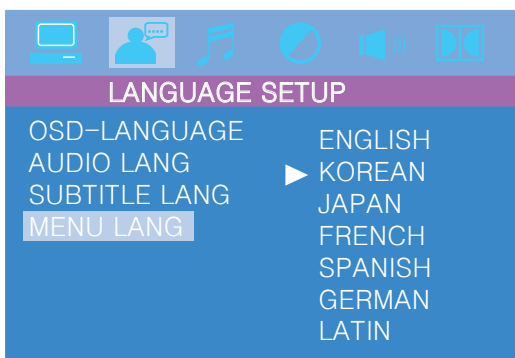 LANGUAGE SETUP
OSD-LANGUAGE
AUDIO LANG
SUBTITLE LANG
MENU LANG
ENGLISH
KOREAN
JAPAN
FRENCH
SPANISH
GERMAN
LATIN